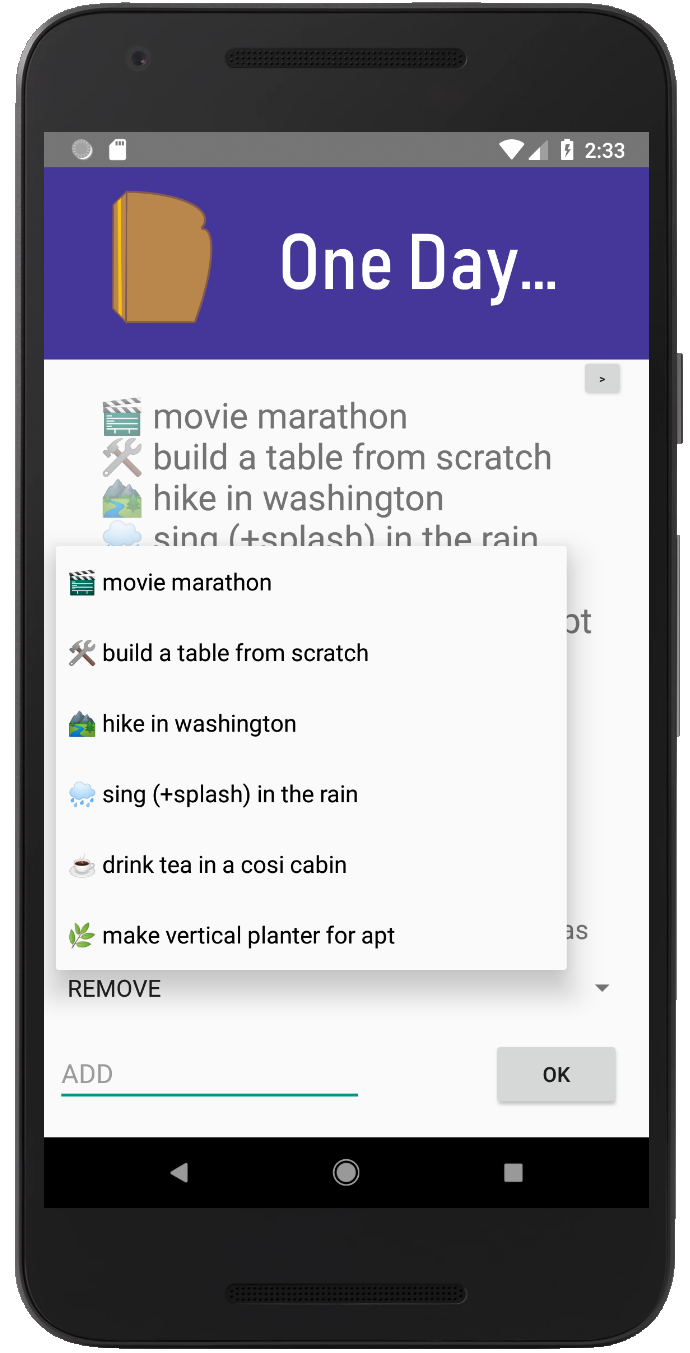 2:33
One Day...
>
🎬 movie marathon
🛠 build a table from scratch
🏞 hike in washington
🌧 sing (+splash) in the rain
pt
🎬 movie marathon
🛠 build a table from scratch
🏞 hike in washington
🌧 sing (+splash) in the rain
☕ drink tea in a cosi cabin
🌿 make vertical planter for apt
as
REMOVE
ADD
OK